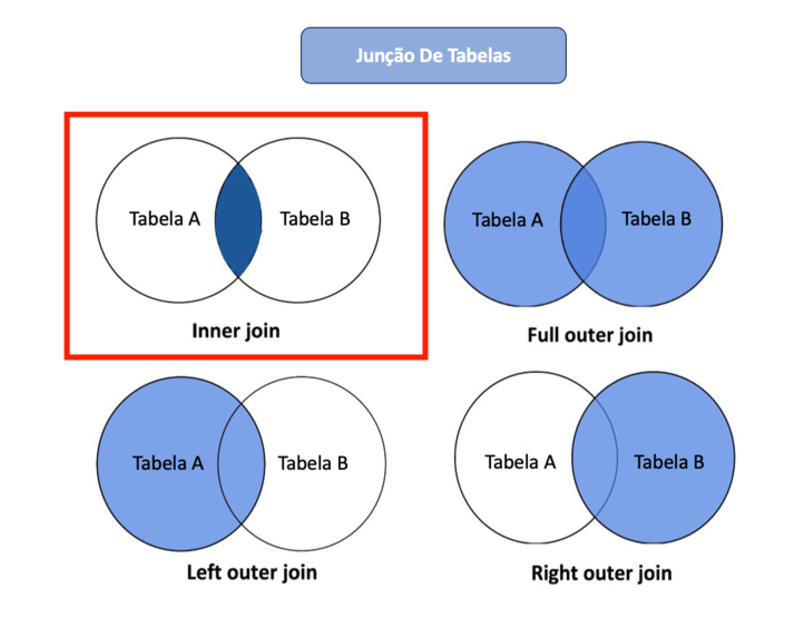 Junção De Tabelas
Tabela A
Tabela B
Inner join
Tabela A
Tabela B
Full outer join
Tabela A
Tabela B
Left outer join
Tabela A
Tabela B
Right outer join